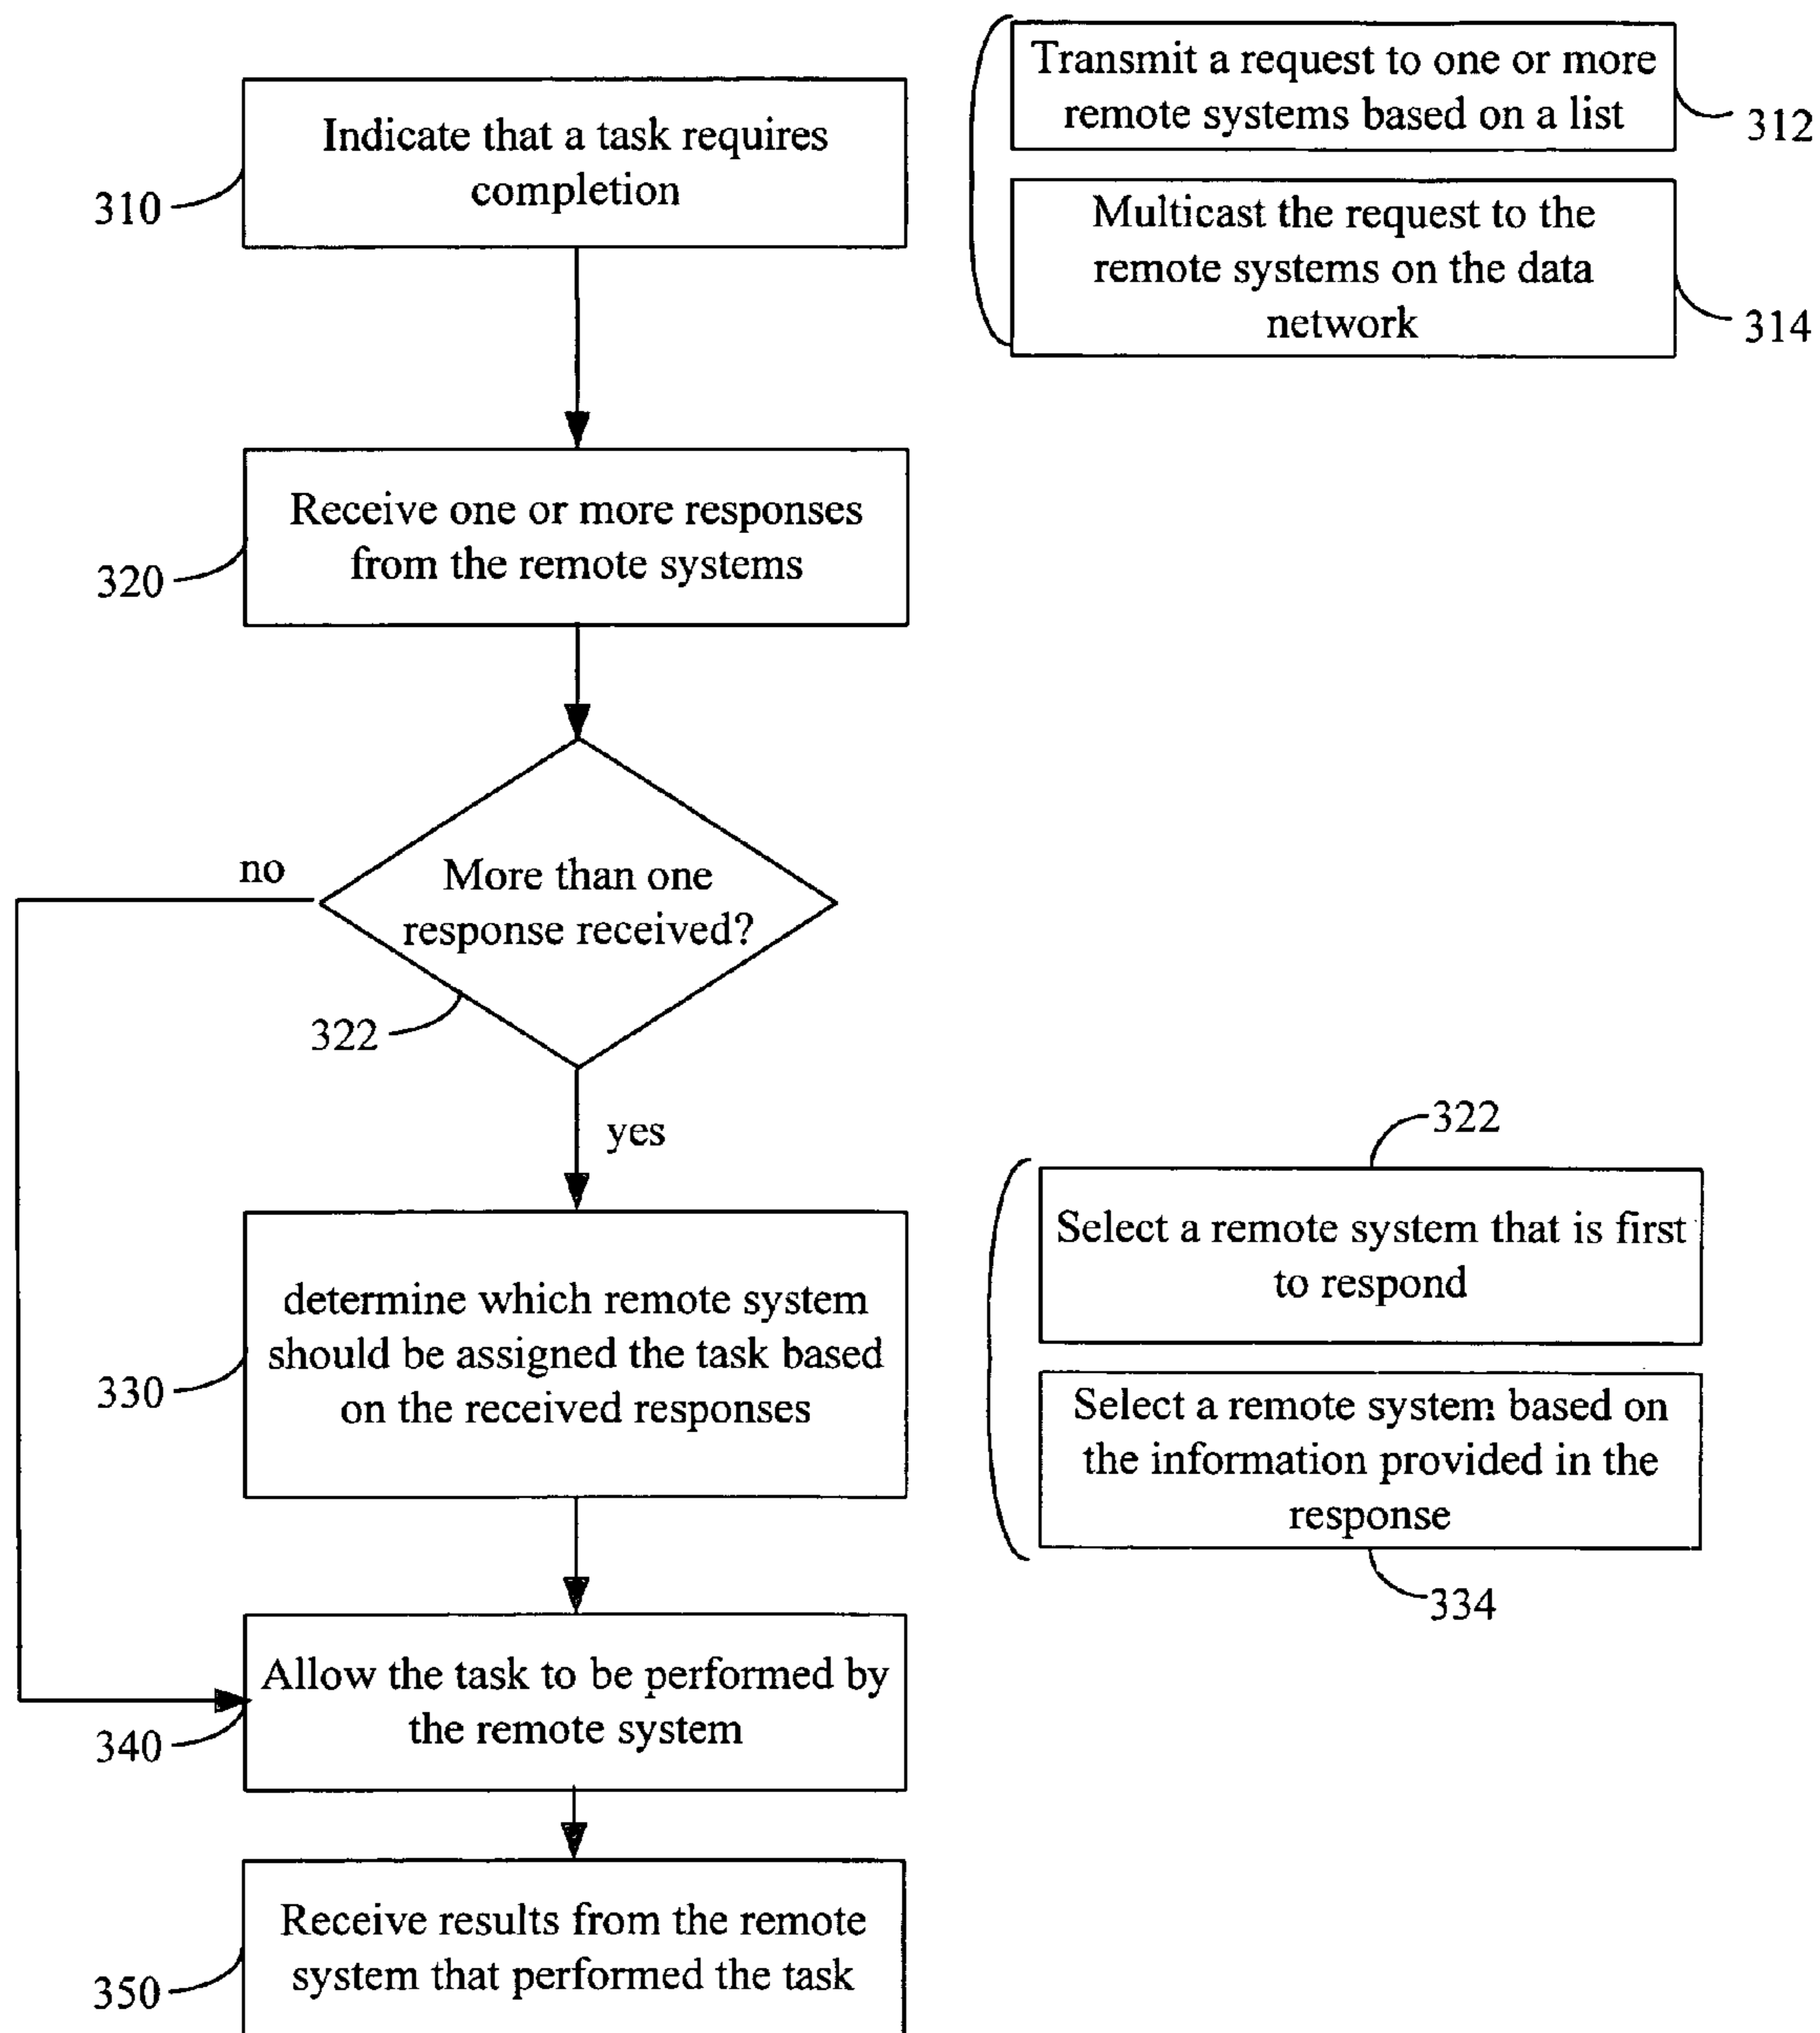 Indicate that a task requires
completion
310
Transmit a request to one or more
remote systems based on a list
312
Multicast the request to the
remote systems on the data
network
314
Receive one or more responses
from the remote systems
320
no
More than one
response received?
322
yes
determine which remote system
should be assigned the task based
on the received responses
330
322
Select a remote system that is first
to respond
Select a remote system based on
the information provided in the
response
334
Allow the task to be performed by
the remote system
340
Receive results from the remote
system that performed the task
350